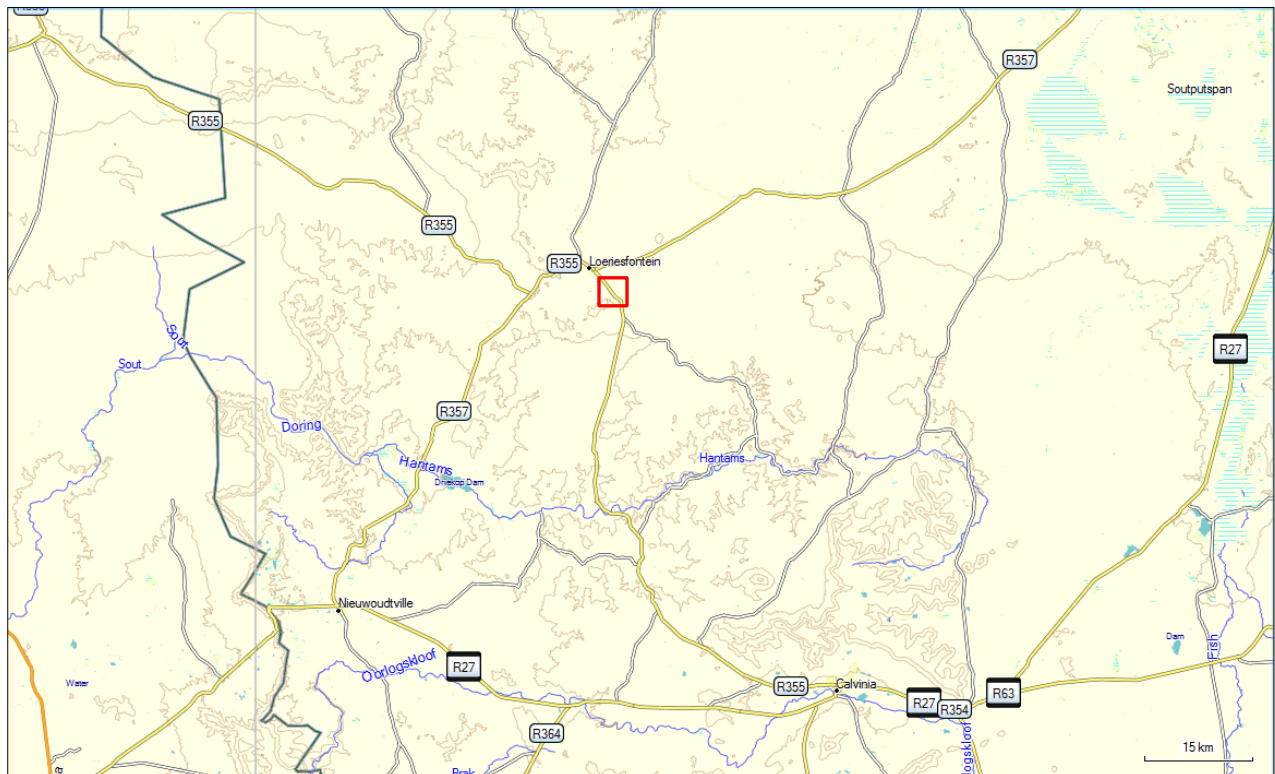 R357
Soutputspan
R355
R355
R355
Loeriesfontein
Sout
Sout
R27
R357
Doring
Hantams
Hantams
Driekop Dam
Nieuwoudtville
Oorlogskloof
R27
Water
Dam
Fish
R355
Calvinia
R27
R354
R63
R364
15 km